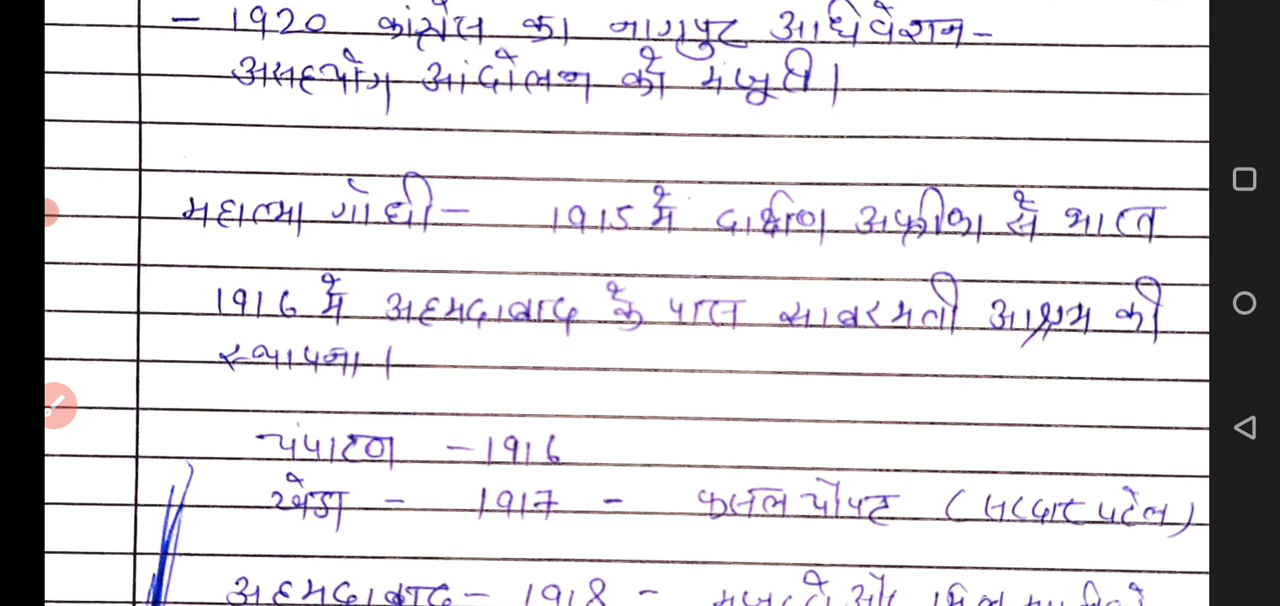 - 1920 कांग्रेस का नागपुर अधिवेशन -
असहयोग आंदोलन को मंजूरी।
महात्मा गाँधी - 1915 में दक्षिण अफ्रीका से भारत
1916 में अहमदाबाद के पास साबरमती आश्रम की
स्थापना।
चंपारण - 1916
खेडा - 1917 - फसल चौपट (सरदार पटेल)
अहमदाबाद - 1918 -